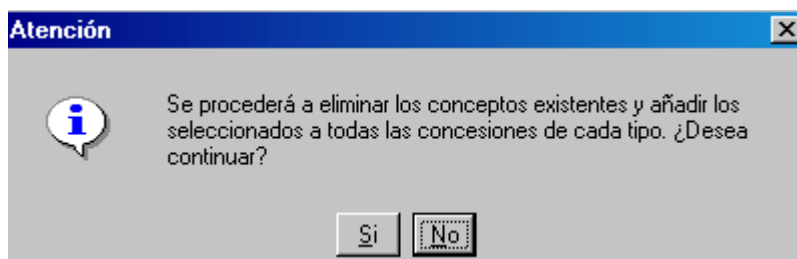 Atención
Se procederá a eliminar los conceptos existentes y añadir los
seleccionados a todas las concesiones de cada tipo. ¿Desea
continuar?
Si
No